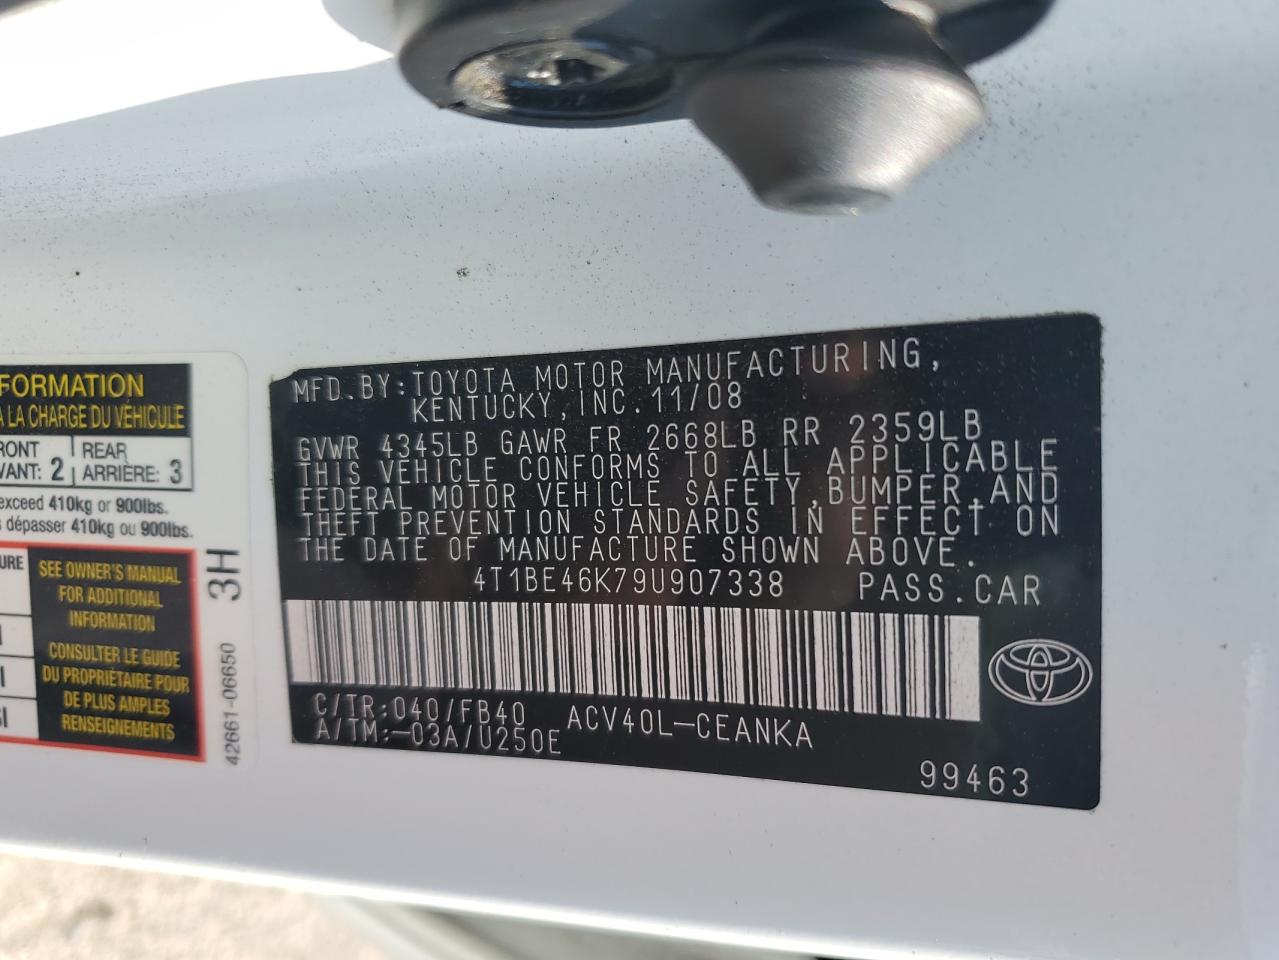 FORMATION
A LA CHARGE DU VÉHICULE
RONT
VANT: 2
REAR
ARRIÈRE: 3
exceed 410kg or 900lbs.
s dépasser 410kg ou 900lbs.
URE
SEE OWNER'S MANUAL
FOR ADDITIONAL
INFORMATION
CONSULTER LE GUIDE
DU PROPRIÉTAIRE POUR
DE PLUS AMPLES
RENSEIGNEMENTS
3H
42661-06650
MFD. BY: TOYOTA MOTOR MANUFACTURING,
KENTUCKY, INC. 11/08
GVWR 4345LB GAWR FR 2668LB RR 2359LB
THIS VEHICLE CONFORMS TO ALL APPLICABLE
FEDERAL MOTOR VEHICLE SAFETY, BUMPER, AND
THEFT PREVENTION STANDARDS IN EFFECT ON
THE DATE OF MANUFACTURE SHOWN ABOVE.
4T1BE46K79U907338 PASS. CAR
C/TR: 040/FB40 ACV40L-CEANKA
A/TM: -03A/U250E
99463